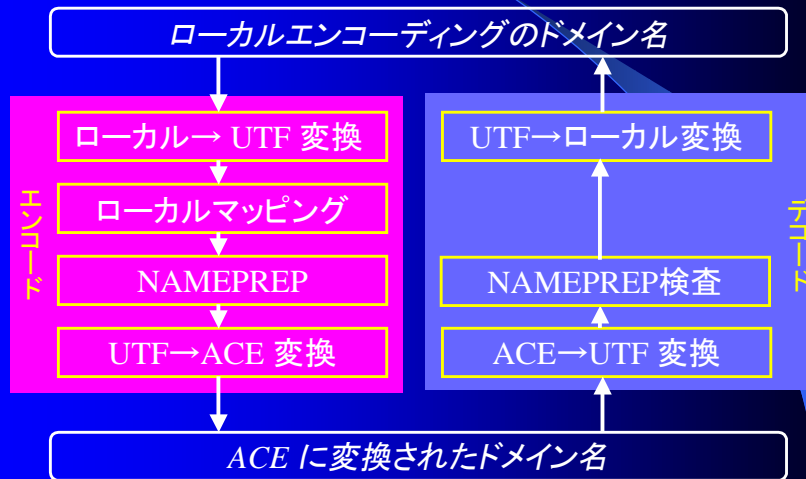 ローカルエンコーディングのドメイン名
エンコード
ローカル→ UTF 変換
ローカルマッピング
NAMEPREP
UTF→ACE 変換
UTF→ローカル変換
NAMEPREP検査
ACE→UTF 変換
デコード
ACE に変換されたドメイン名